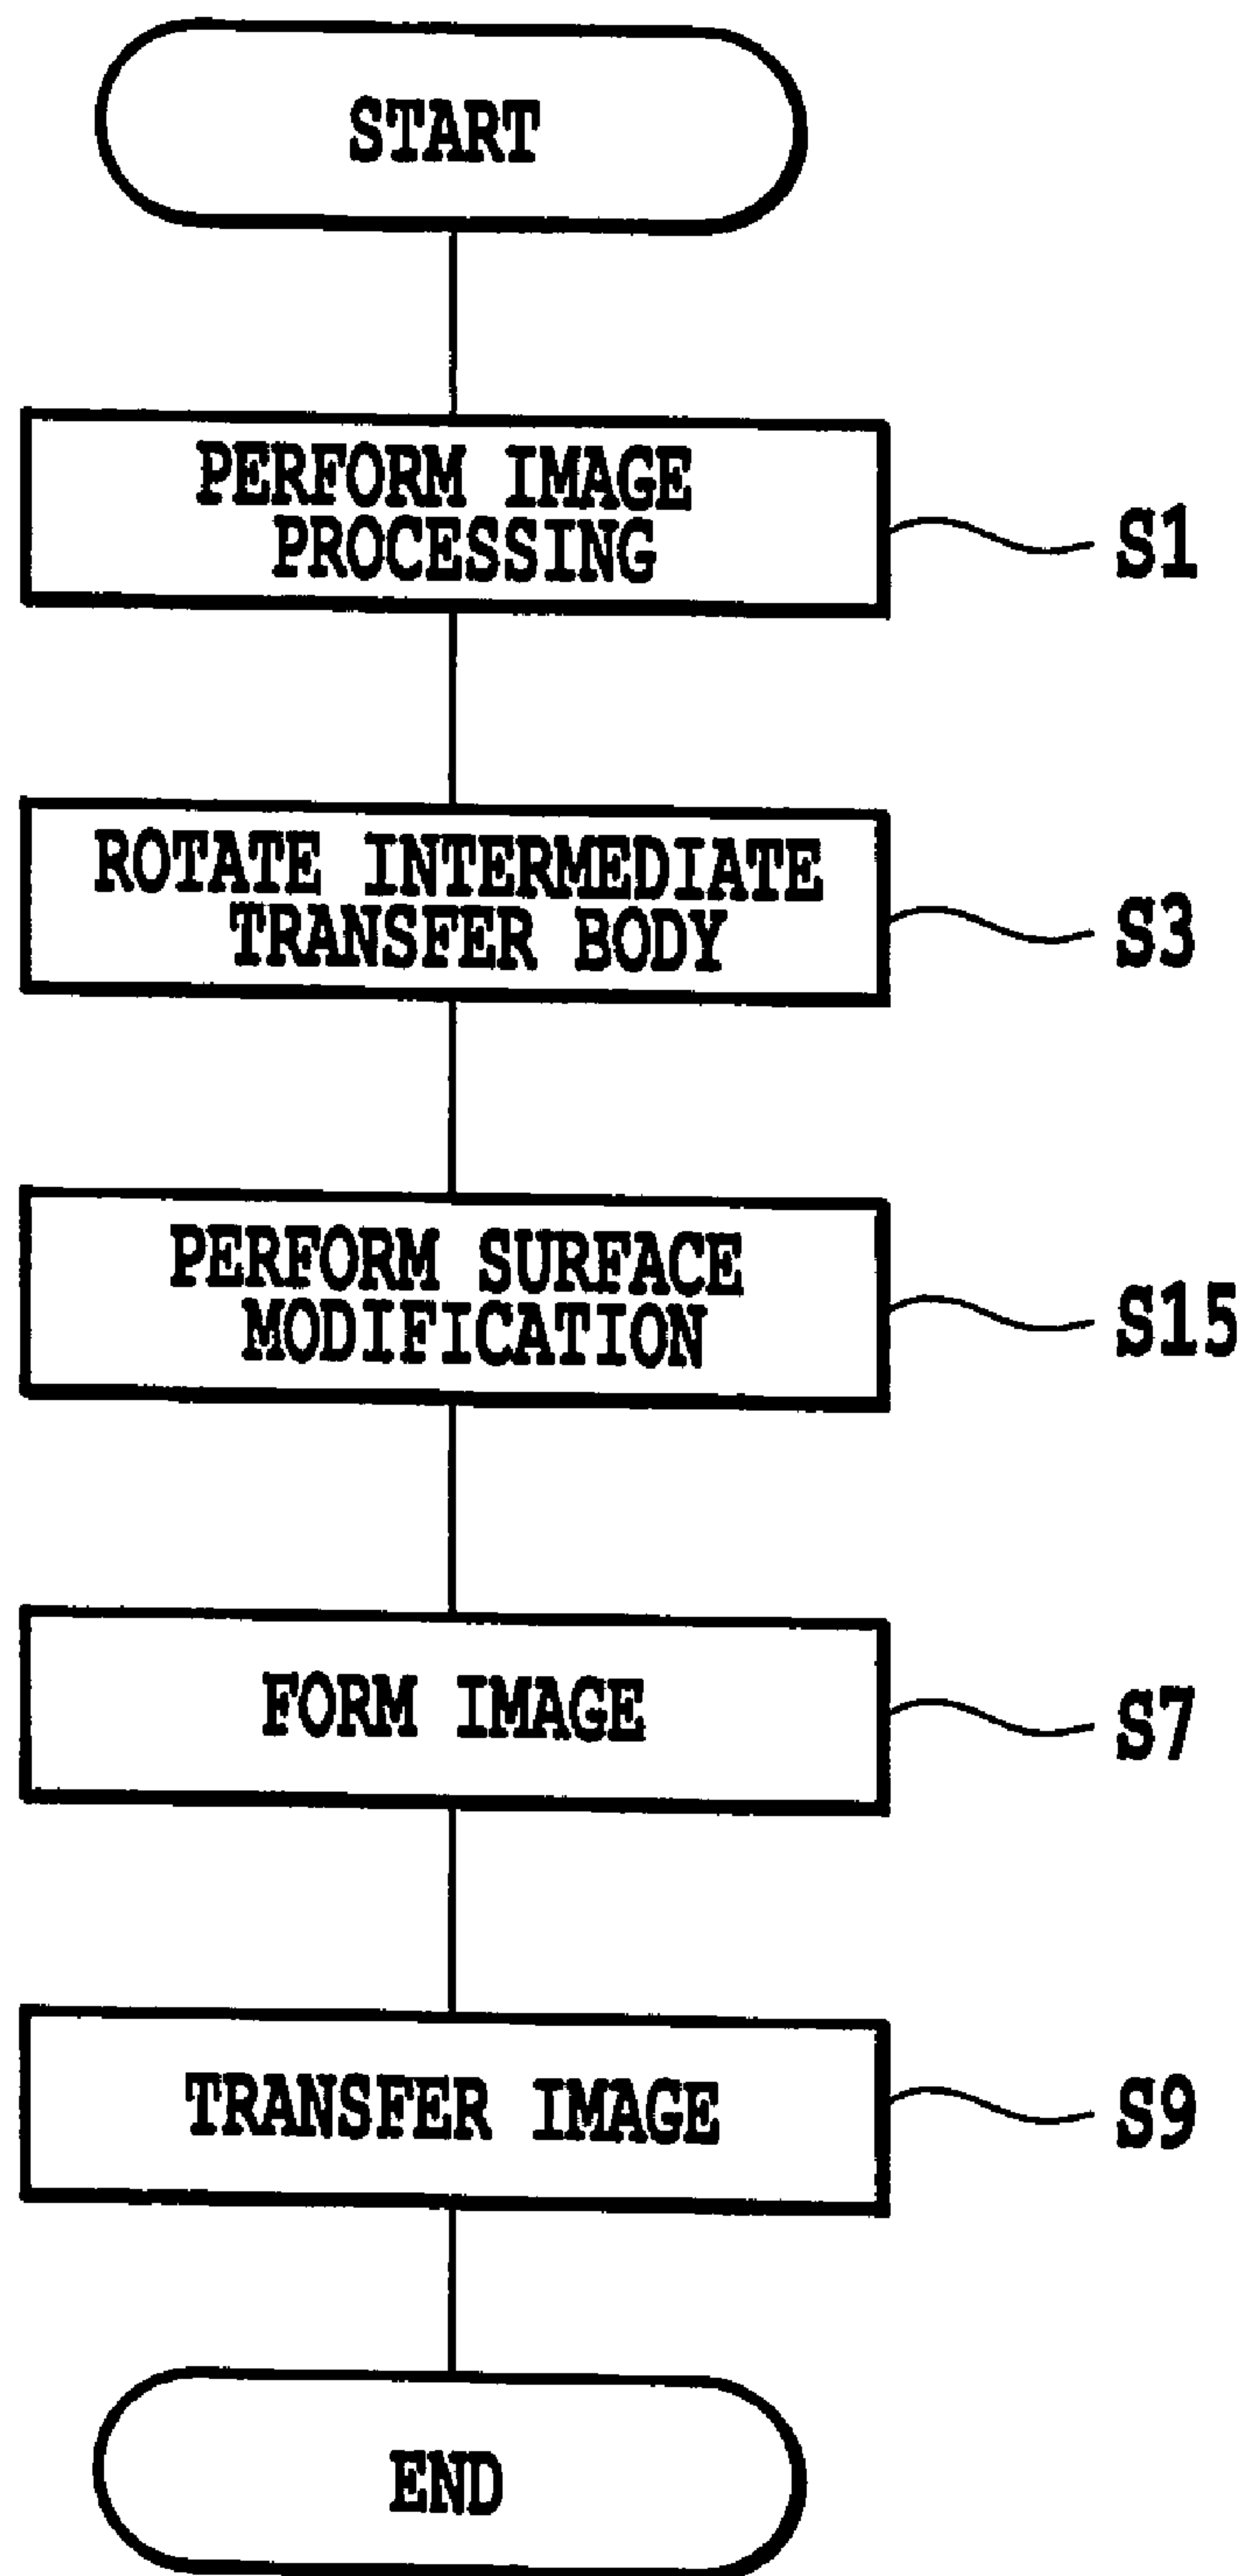 START
PERFORM IMAGE
PROCESSING
S1
ROTATE INTERMEDIATE
TRANSFER BODY
S3
PERFORM SURFACE
MODIFICATION
S15
FORM IMAGE
S7
TRANSFER IMAGE
S9
END